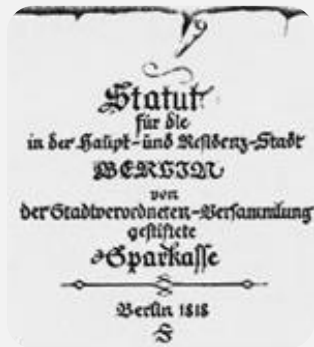 Statut
für die
in der Haupt- und Residenz-Stadt
BERLIN
von
der Stadtverordneten-Versammlung
gestiftete
Sparkasse
Berlin 1818